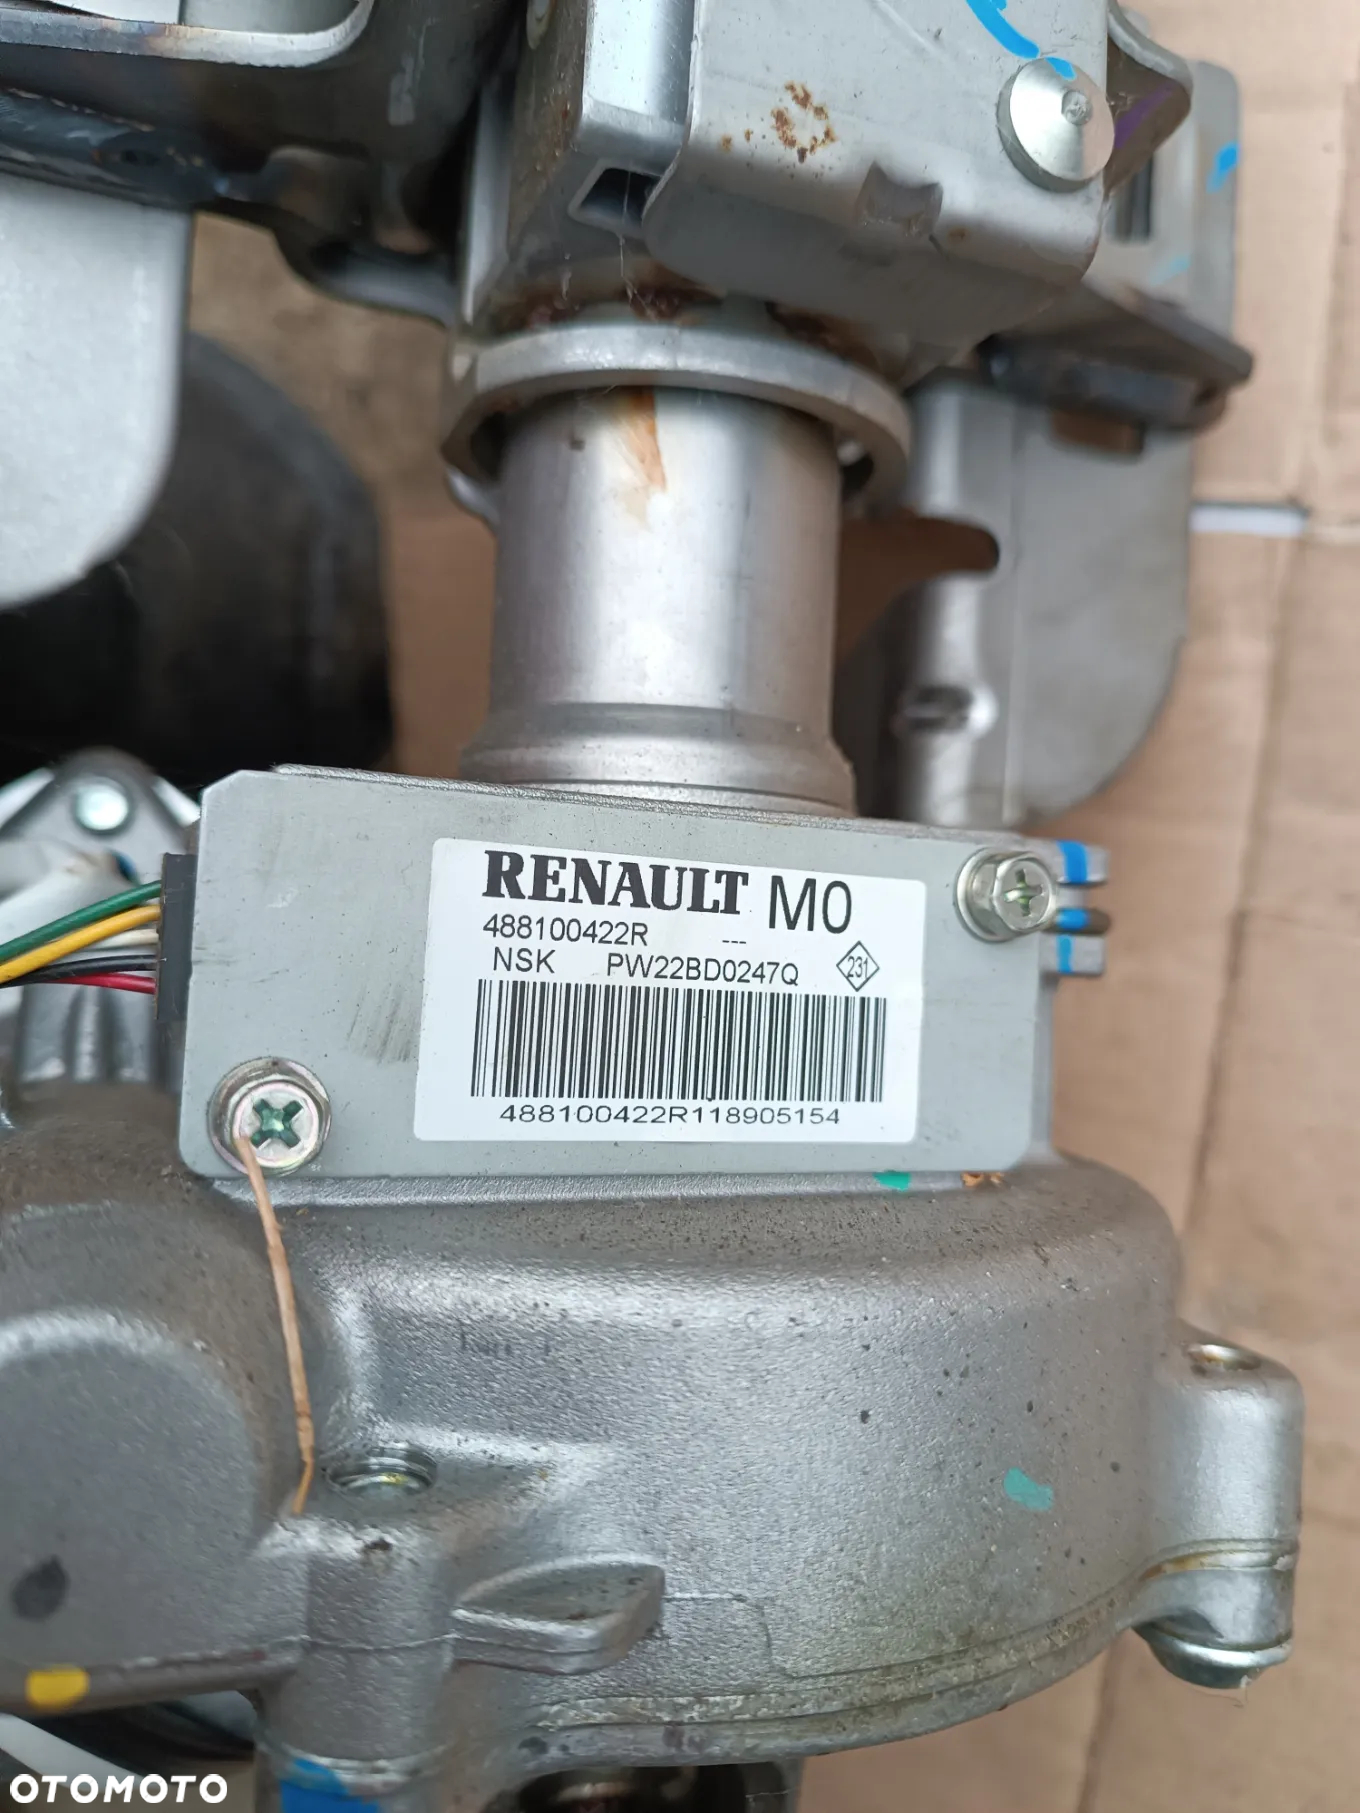 RENAULT M0
488100422R ---
NSK PW22BD0247Q 231
488100422R118905154
OTOMOTO